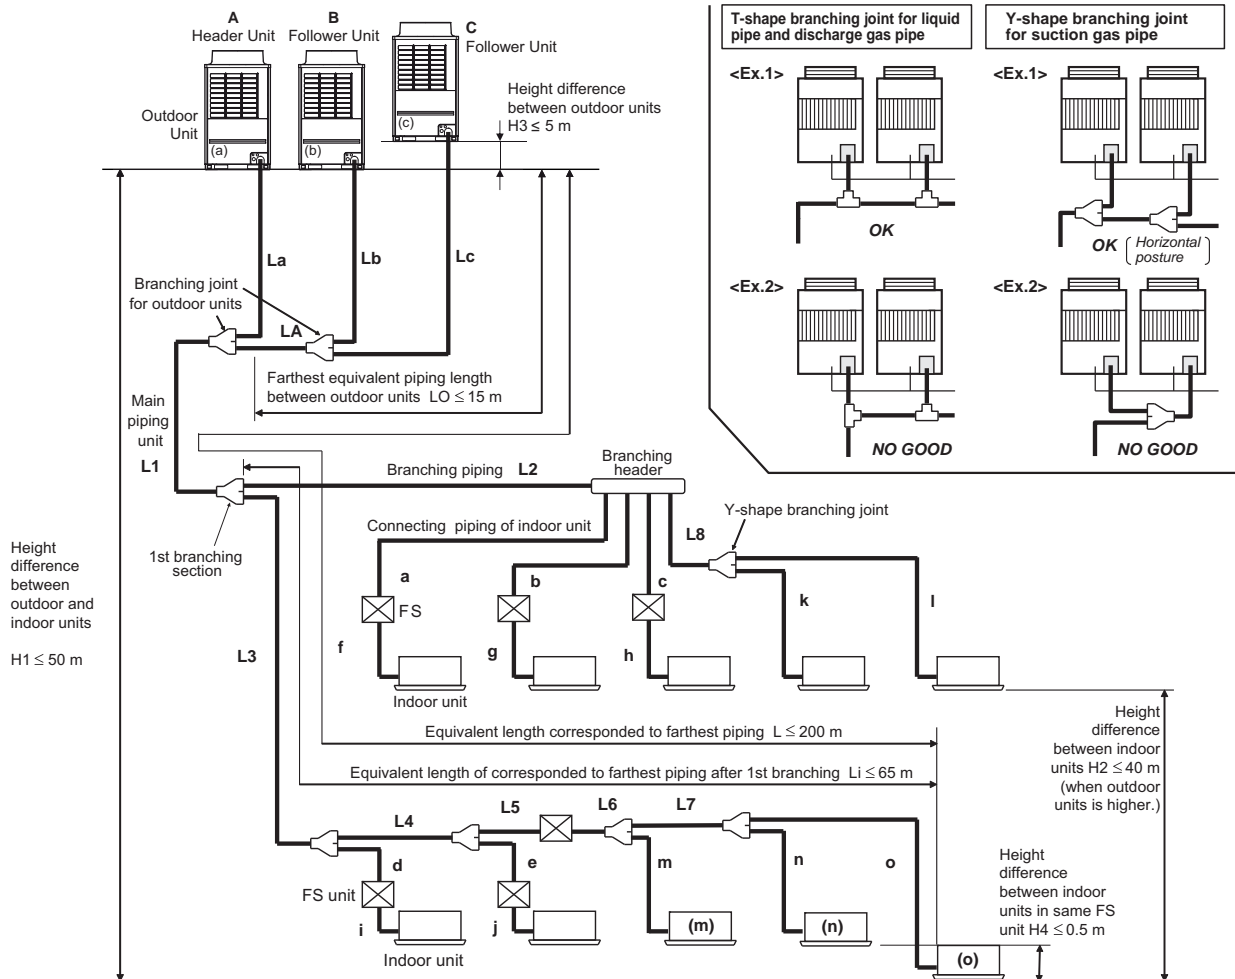 A
Header Unit
B
Follower Unit
C
Follower Unit
Outdoor
Unit
(a)
(b)
(c)
Height difference
between outdoor units
H3 ≤ 5 m
La
Lb
Lc
Branching joint
for outdoor units
LA
Farthest equivalent piping length
between outdoor units LO ≤ 15 m
Main
piping
unit
L1
Branching piping L2
Branching
header
1st branching
section
Connecting piping of indoor unit
L8
Y-shape branching joint
a
b
c
k
l
FS
f
g
h
Indoor unit
Height
difference
between
outdoor and
indoor units
H1 ≤ 50 m
L3
Equivalent length corresponded to farthest piping L ≤ 200 m
Equivalent length of corresponded to farthest piping after 1st branching Li ≤ 65 m
Height
difference
between indoor
units H2 ≤ 40 m
(when outdoor
units is higher.)
L4
L5
L6
L7
d
e
m
n
o
FS unit
i
j
(m)
(n)
(o)
Indoor unit
Height
difference
between indoor
units in same FS
unit H4 ≤ 0.5 m
T-shape branching joint for liquid
pipe and discharge gas pipe
<Ex.1>
OK
<Ex.2>
NO GOOD
Y-shape branching joint
for suction gas pipe
<Ex.1>
OK (Horizontal
posture)
<Ex.2>
NO GOOD